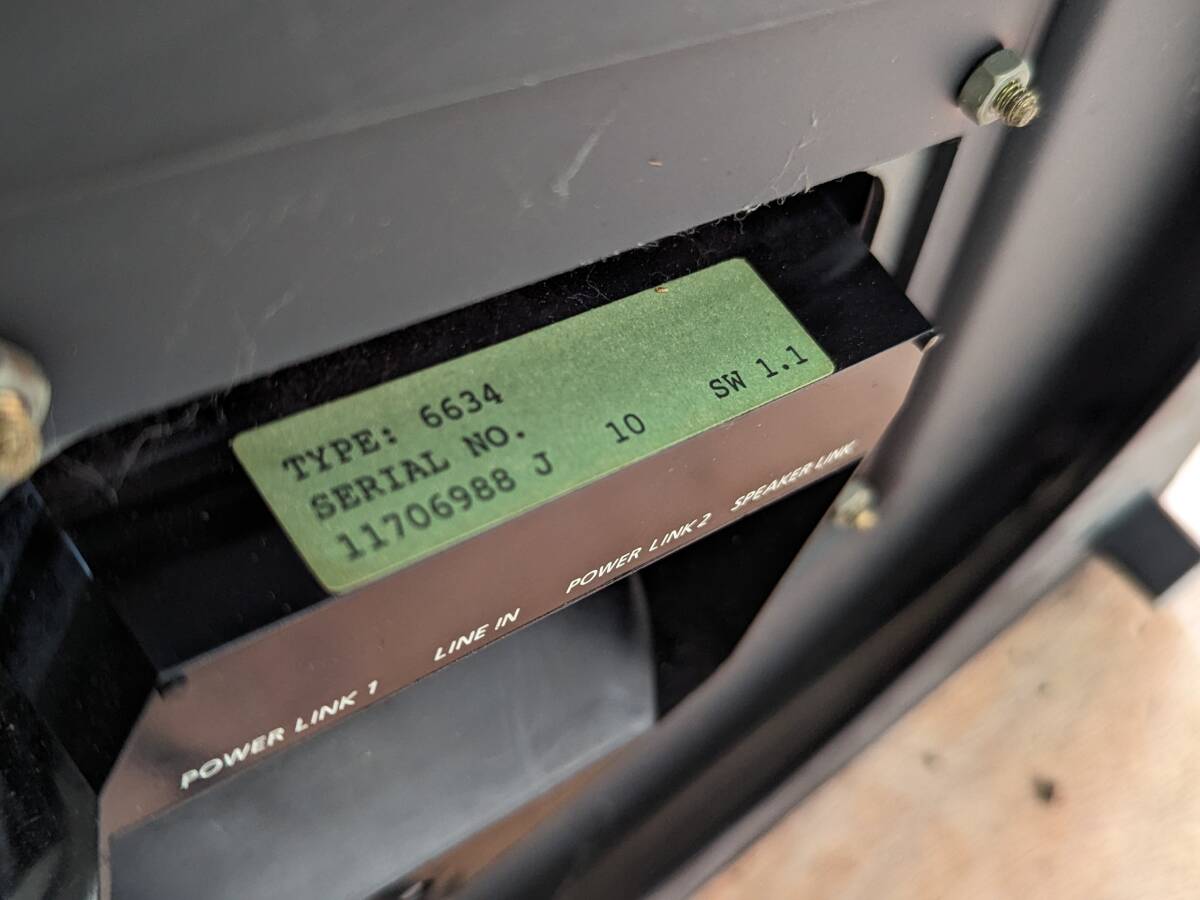 TYPE: 6634
SERIAL NO.
11706988 J 10 SW 1.1
POWER LINK 1 LINE IN POWER LINK 2 SPEAKER LINK